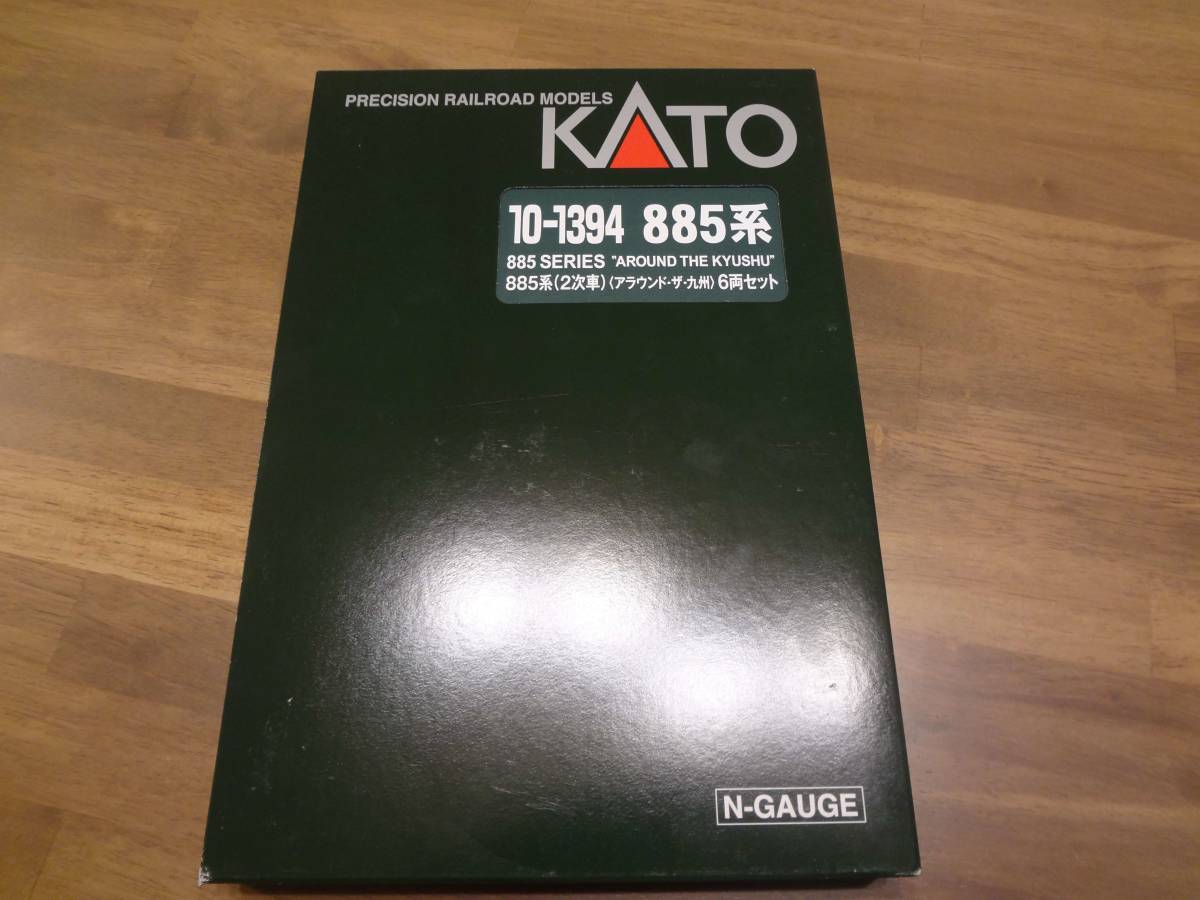 PRECISION RAILROAD MODELS
KATO
10-1394 885系
885 SERIES "AROUND THE KYUSHU"
885系(2次車)〈アラウンド・ザ・九州〉6両セット
N-GAUGE